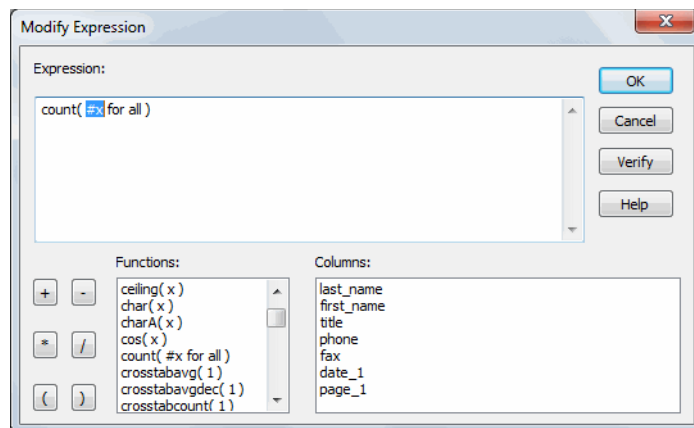 Modify Expression
Expression:
count( #x for all )
OK
Cancel
Verify
Help
Functions:
Columns:
+ -
* /
( )
ceiling( x )
char( x )
charA( x )
cos( x )
count( #x for all )
crosstabavg( 1 )
crosstabavgdec( 1 )
crosstabcount( 1 )
last_name
first_name
title
phone
fax
date_1
page_1